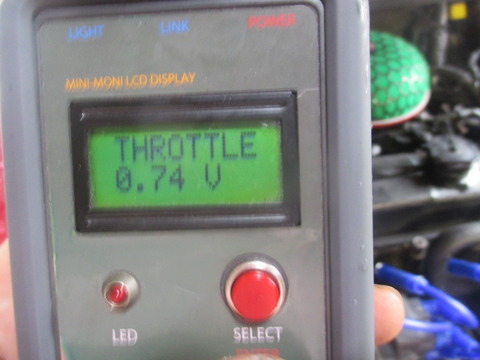 LIGHT LINK POWER
MINI-MONI LCD DISPLAY
THROTTLE
0.74 V
LED SELECT